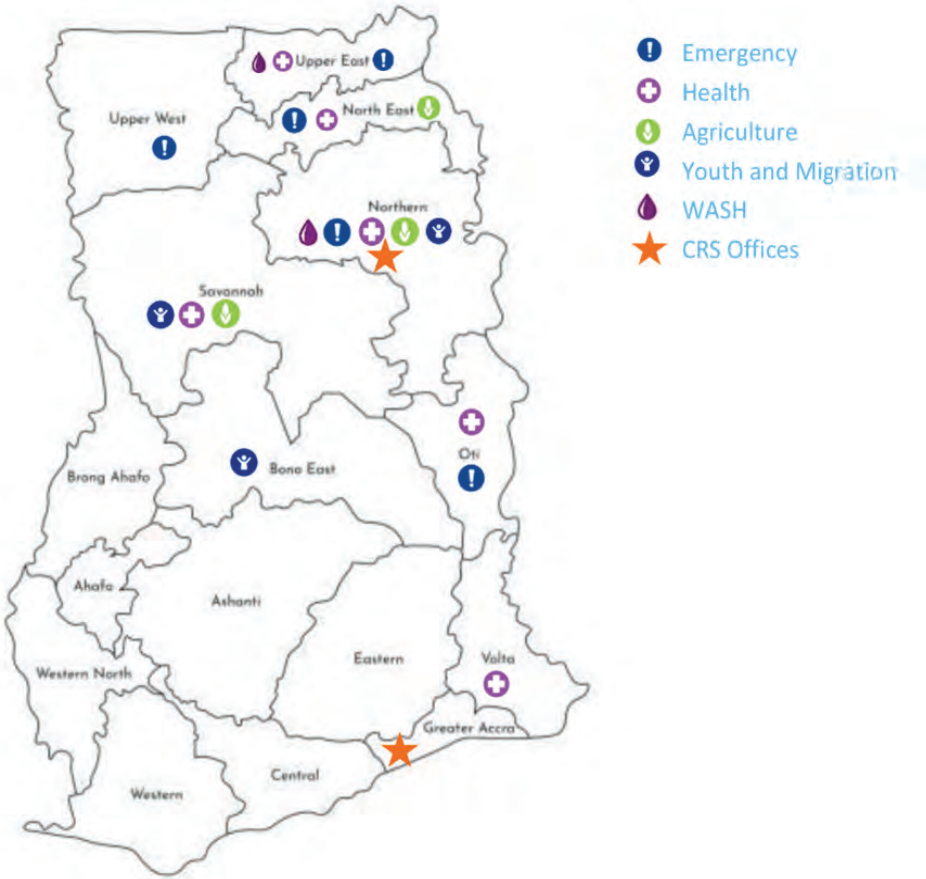 Upper East
North East
Upper West
Northern
Savannah
Oti
Bono East
Brong Ahafo
Ahafo
Ashanti
Eastern
Volta
Western North
Greater Accra
Central
Western
Emergency
Health
Agriculture
Youth and Migration
WASH
CRS Offices